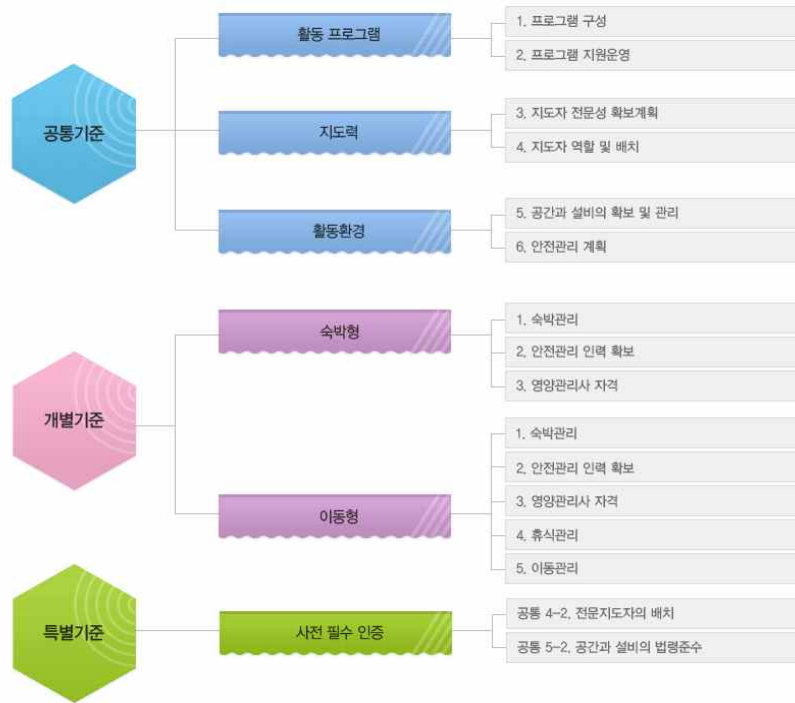 공통기준
활동 프로그램
1. 프로그램 구성
2. 프로그램 지원운영
지도력
3. 지도자 전문성 확보계획
4. 지도자 역할 및 배치
활동환경
5. 공간과 설비의 확보 및 관리
6. 안전관리 계획
개별기준
숙박형
1. 숙박관리
2. 안전관리 인력 확보
3. 영양관리사 자격
이동형
1. 숙박관리
2. 안전관리 인력 확보
3. 영양관리사 자격
4. 휴식관리
5. 이동관리
특별기준
사전 필수 인증
공통 4-2. 전문지도자의 배치
공통 5-2. 공간과 설비의 법령준수